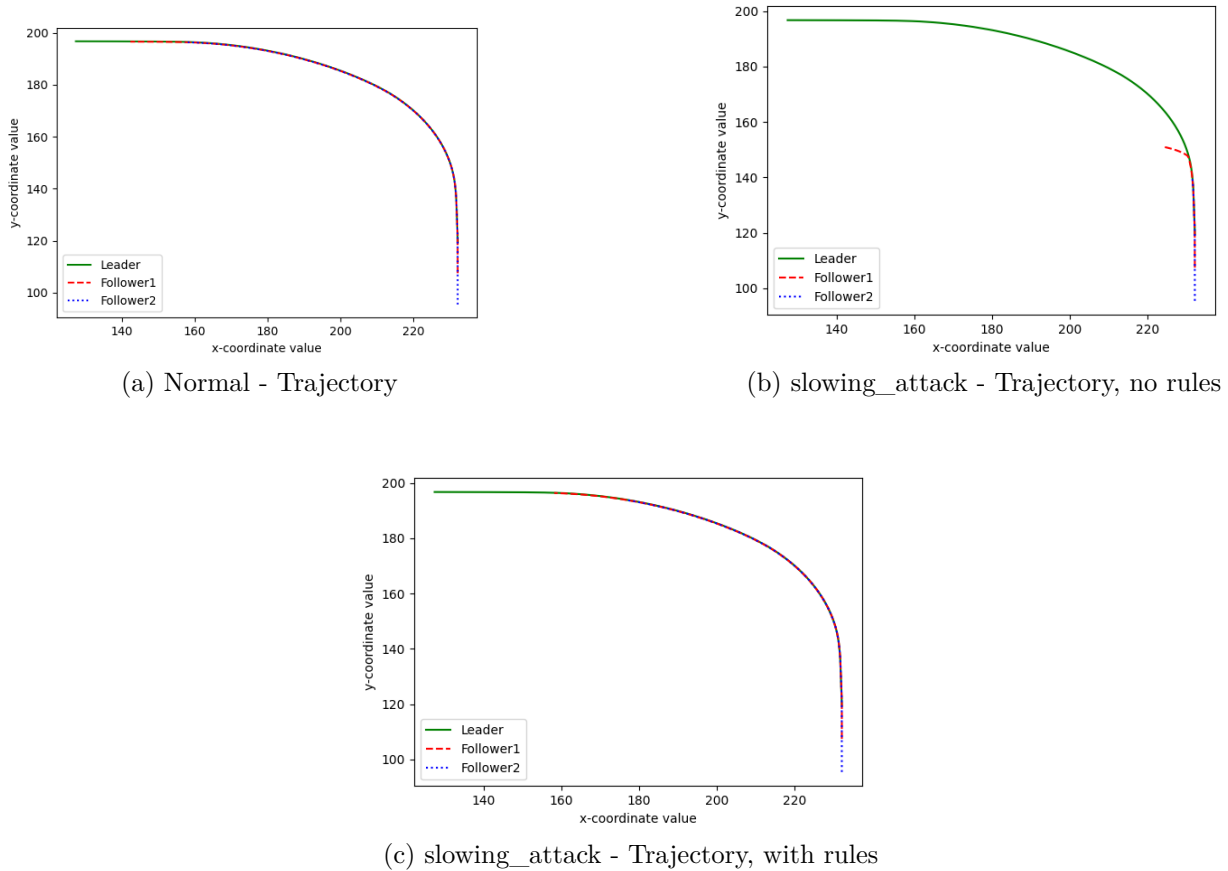 200
180
160
140
120
100
y-coordinate value
Leader
Follower1
Follower2
140 160 180 200 220
x-coordinate value
(a) Normal - Trajectory
200
180
160
140
120
100
y-coordinate value
Leader
Follower1
Follower2
140 160 180 200 220
x-coordinate value
(b) slowing_attack - Trajectory, no rules
200
180
160
140
120
100
y-coordinate value
Leader
Follower1
Follower2
140 160 180 200 220
x-coordinate value
(c) slowing_attack - Trajectory, with rules